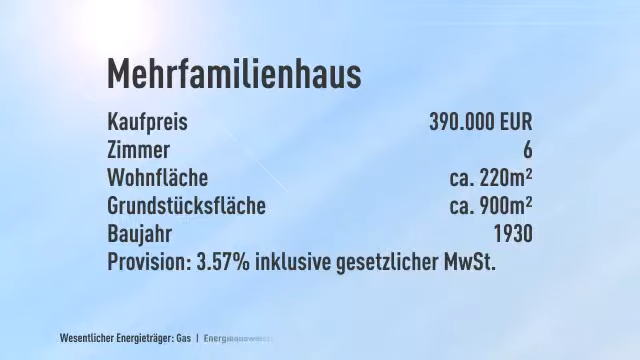 Mehrfamilienhaus
Kaufpreis 390.000 EUR
Zimmer 6
Wohnfläche ca. 220m²
Grundstücksfläche ca. 900m²
Baujahr 1930
Provision: 3.57% inklusive gesetzlicher MwSt.
Wesentlicher Energieträger: Gas |